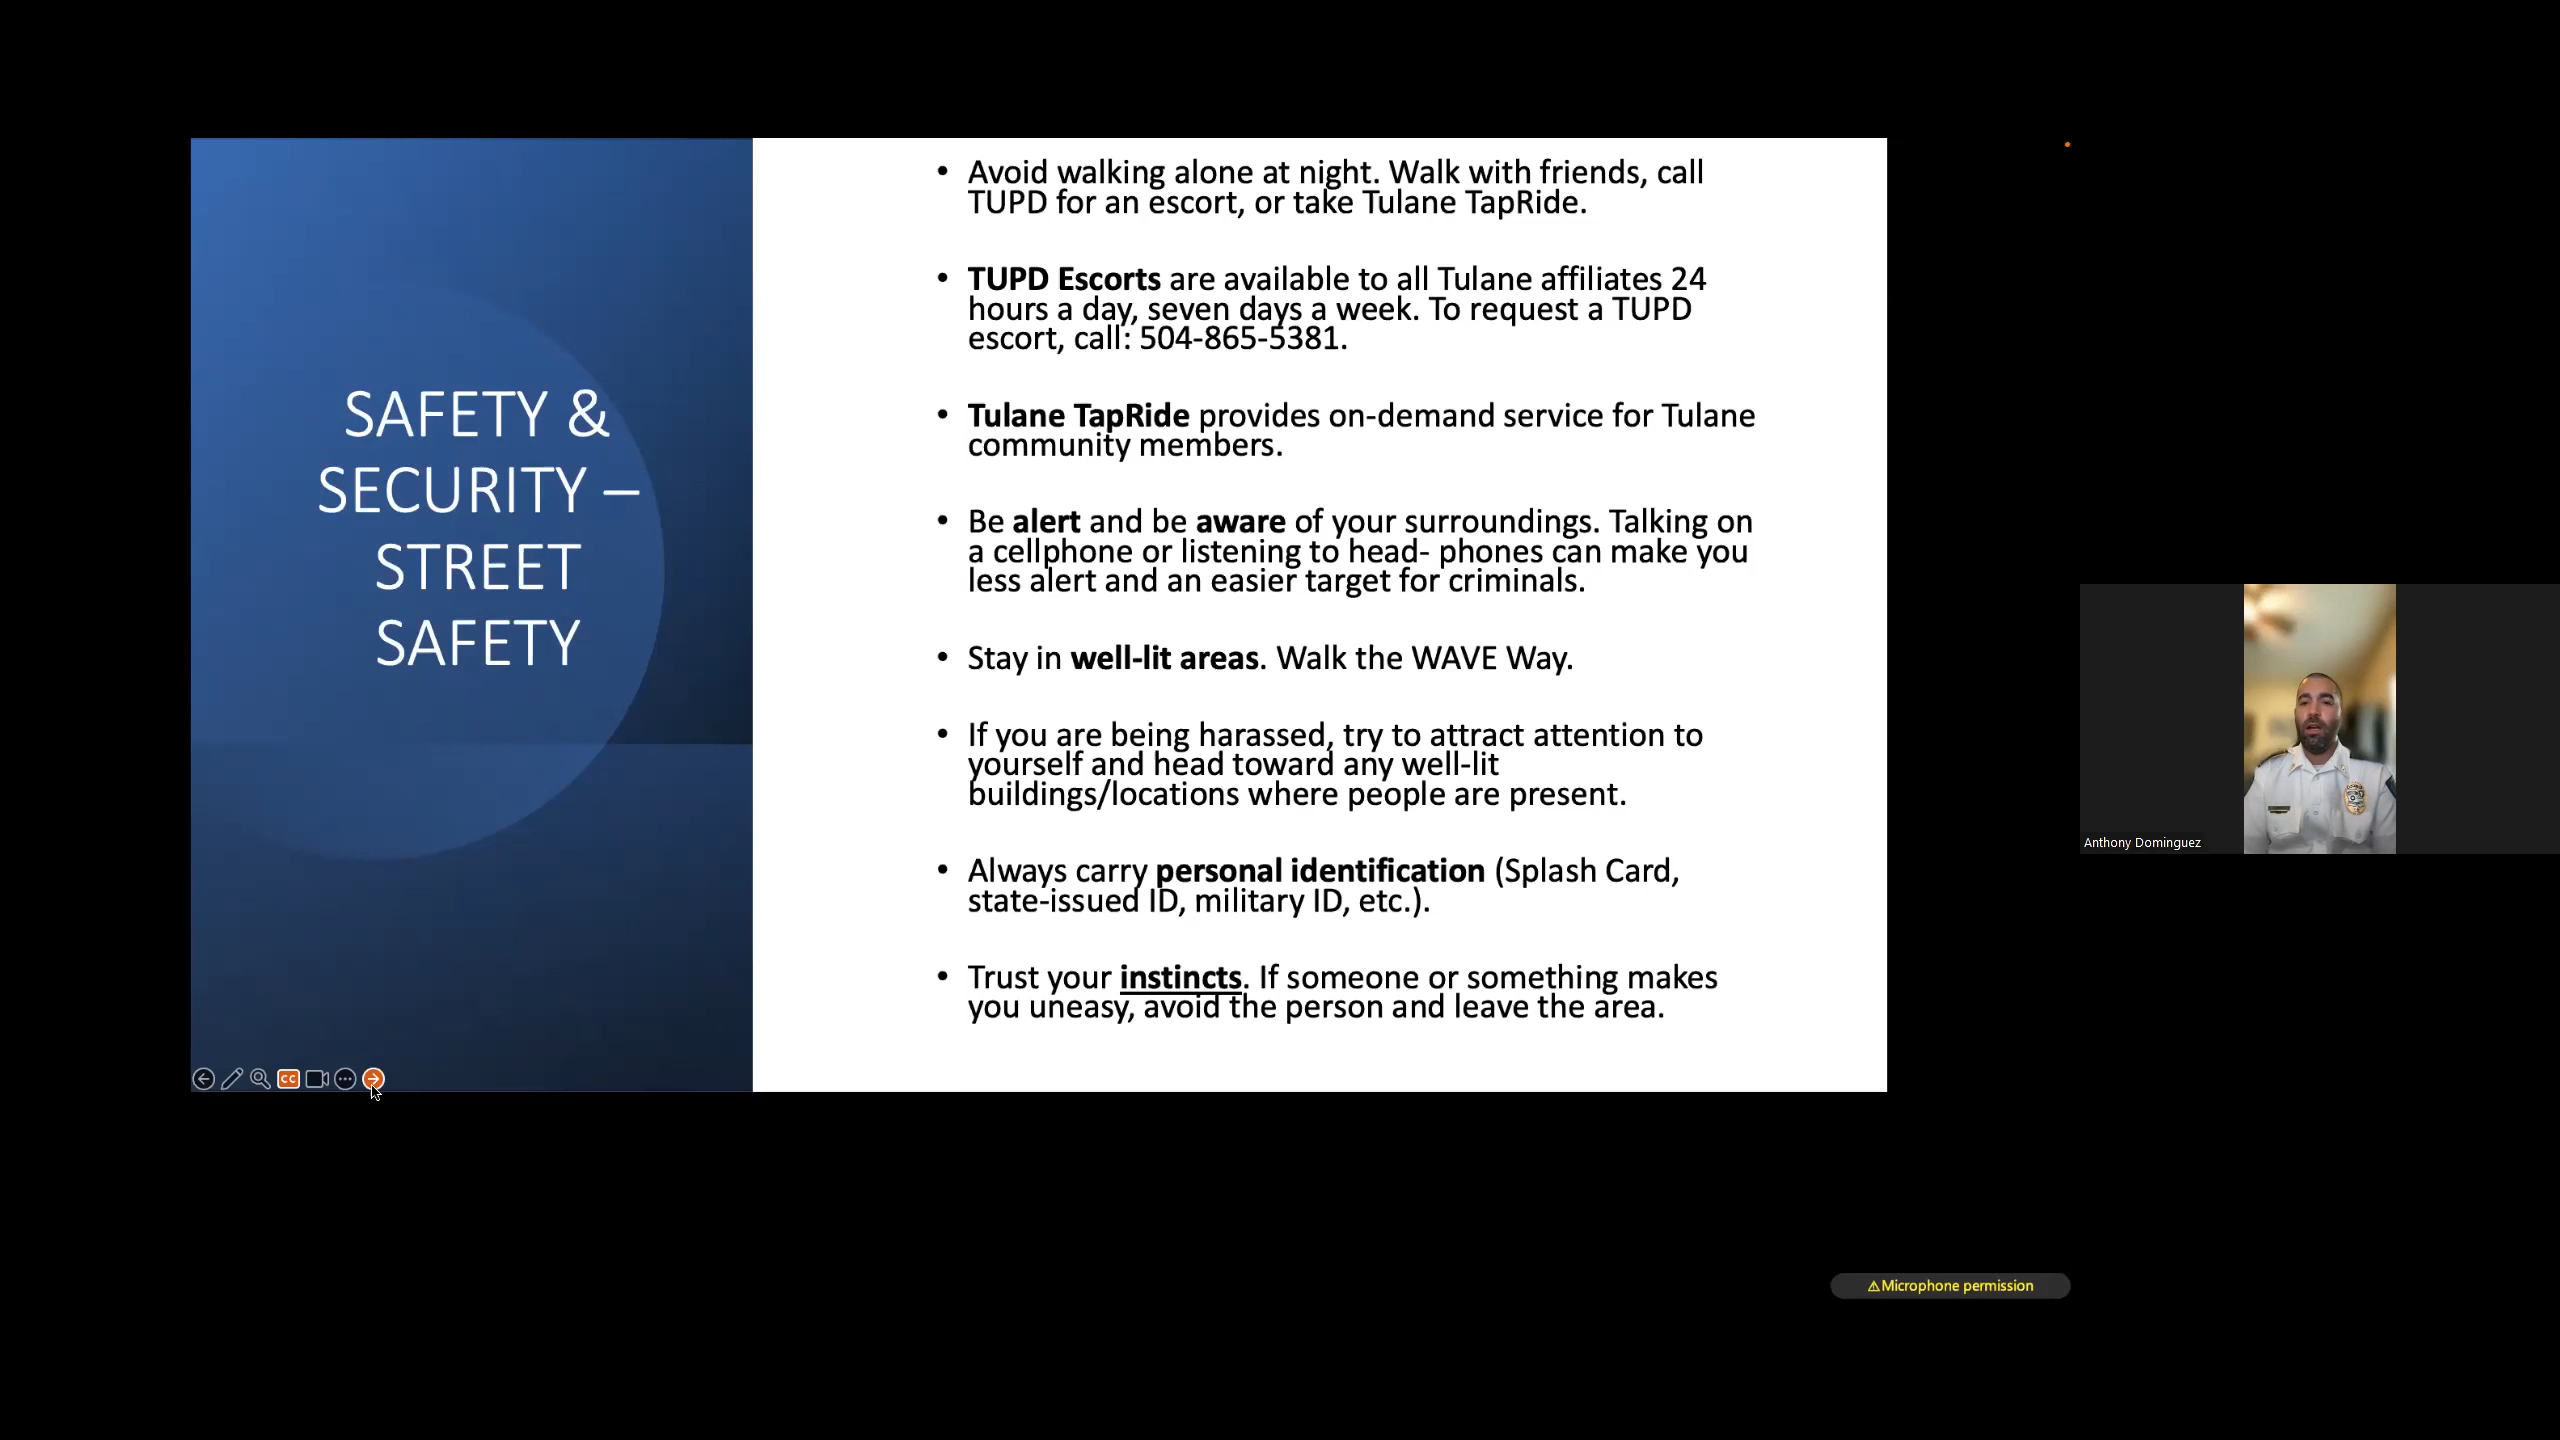 SAFETY &
SECURITY –
STREET
SAFETY
• Avoid walking alone at night. Walk with friends, call
TUPD for an escort, or take Tulane TapRide.
• TUPD Escorts are available to all Tulane affiliates 24
hours a day, seven days a week. To request a TUPD
escort, call: 504-865-5381.
• Tulane TapRide provides on-demand service for Tulane
community members.
• Be alert and be aware of your surroundings. Talking on
a cellphone or listening to head- phones can make you
less alert and an easier target for criminals.
• Stay in well-lit areas. Walk the WAVE Way.
• If you are being harassed, try to attract attention to
yourself and head toward any well-lit
buildings/locations where people are present.
• Always carry personal identification (Splash Card,
state-issued ID, military ID, etc.).
• Trust your instincts. If someone or something makes
you uneasy, avoid the person and leave the area.
CC
Anthony Dominguez
⚠Microphone permission